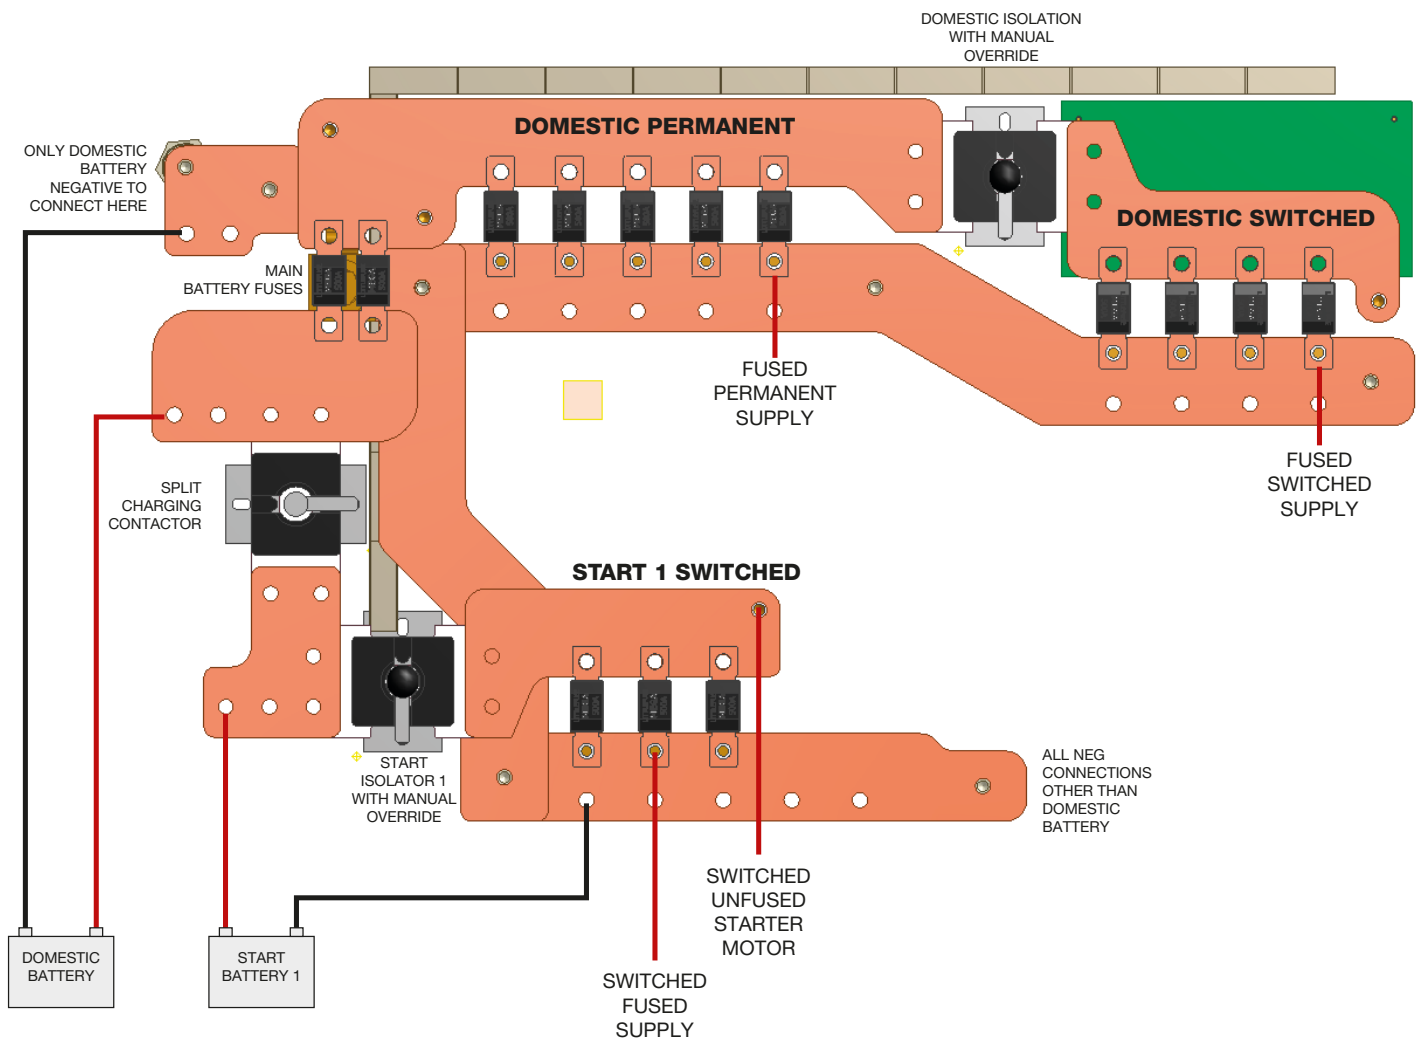 DOMESTIC ISOLATION
WITH MANUAL
OVERRIDE
DOMESTIC PERMANENT
ONLY DOMESTIC
BATTERY
NEGATIVE TO
CONNECT HERE
DOMESTIC SWITCHED
MAIN
BATTERY FUSES
FUSED
PERMANENT
SUPPLY
FUSED
SWITCHED
SUPPLY
SPLIT
CHARGING
CONTACTOR
START 1 SWITCHED
START
ISOLATOR 1
WITH MANUAL
OVERRIDE
ALL NEG
CONNECTIONS
OTHER THAN
DOMESTIC
BATTERY
SWITCHED
UNFUSED
STARTER
MOTOR
DOMESTIC
BATTERY
START
BATTERY 1
SWITCHED
FUSED
SUPPLY